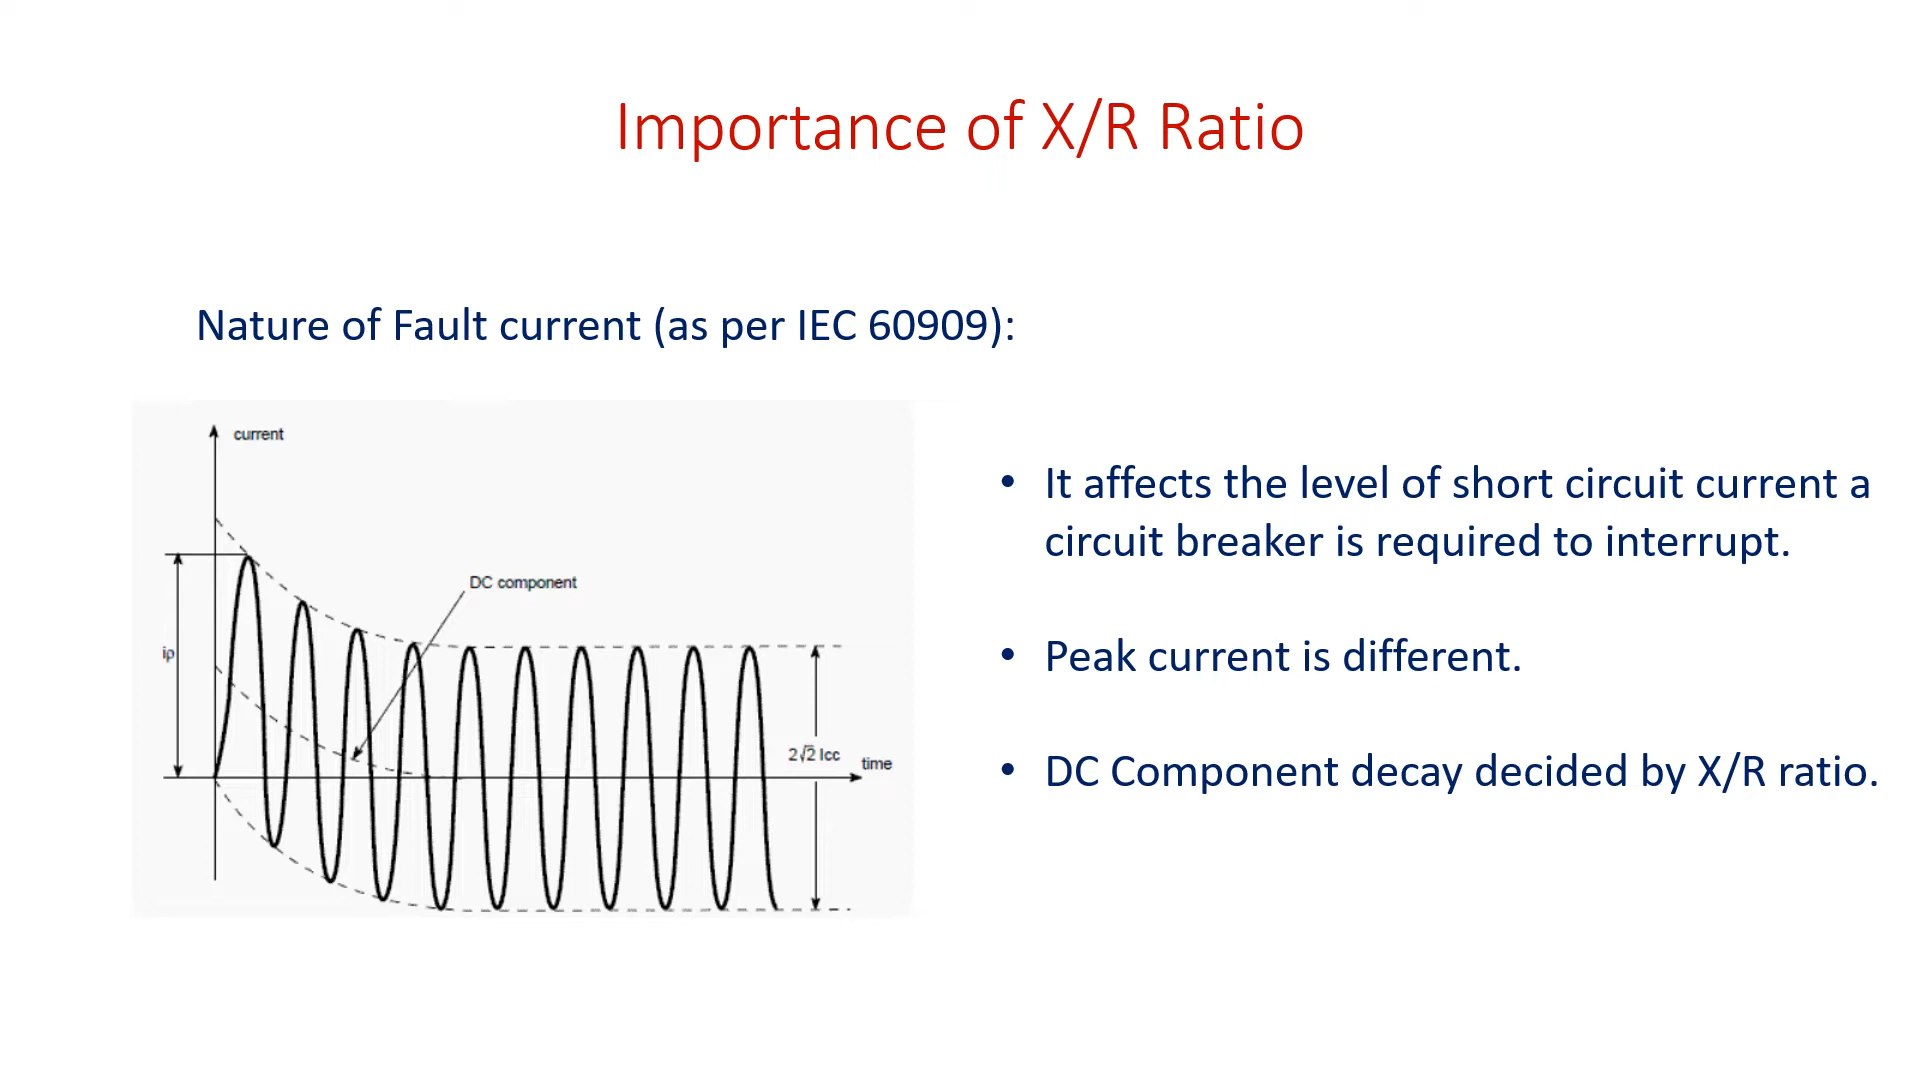 Importance of X/R Ratio
Nature of Fault current (as per IEC 60909):
current
DC component
ip
2√2 Icc
time
• It affects the level of short circuit current a
circuit breaker is required to interrupt.
• Peak current is different.
• DC Component decay decided by X/R ratio.